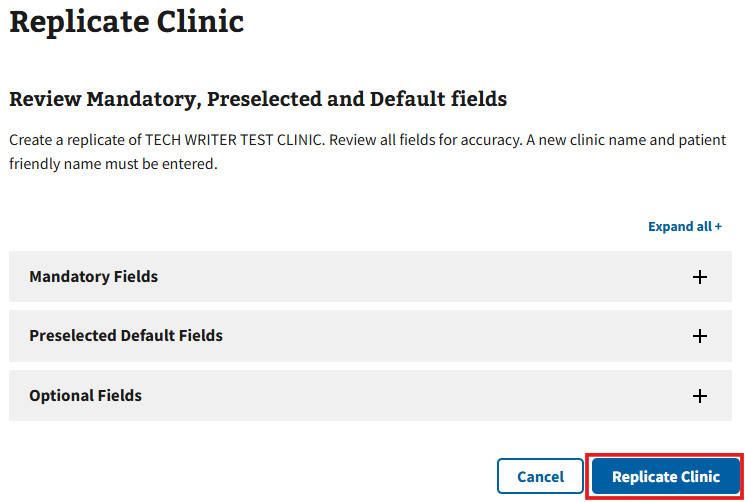 Replicate Clinic
Review Mandatory, Preselected and Default fields
Create a replicate of TECH WRITER TEST CLINIC. Review all fields for accuracy. A new clinic name and patient
friendly name must be entered.
Expand all +
Mandatory Fields +
Preselected Default Fields +
Optional Fields +
Cancel Replicate Clinic